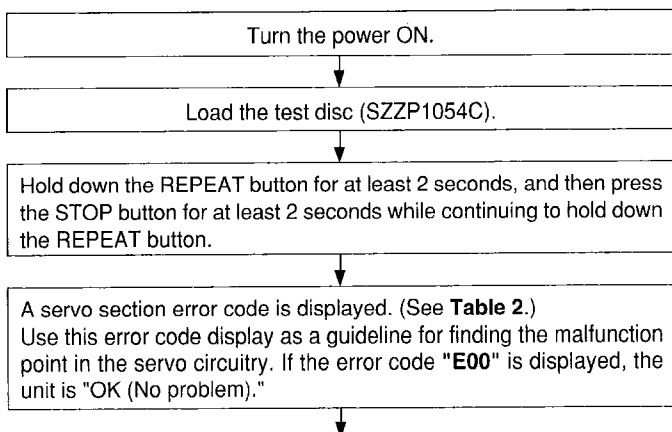 Turn the power ON.
Load the test disc (SZZP1054C).
Hold down the REPEAT button for at least 2 seconds, and then press
the STOP button for at least 2 seconds while continuing to hold down
the REPEAT button.
A servo section error code is displayed. (See Table 2.)
Use this error code display as a guideline for finding the malfunction
point in the servo circuitry. If the error code "E00" is displayed, the
unit is "OK (No problem)."